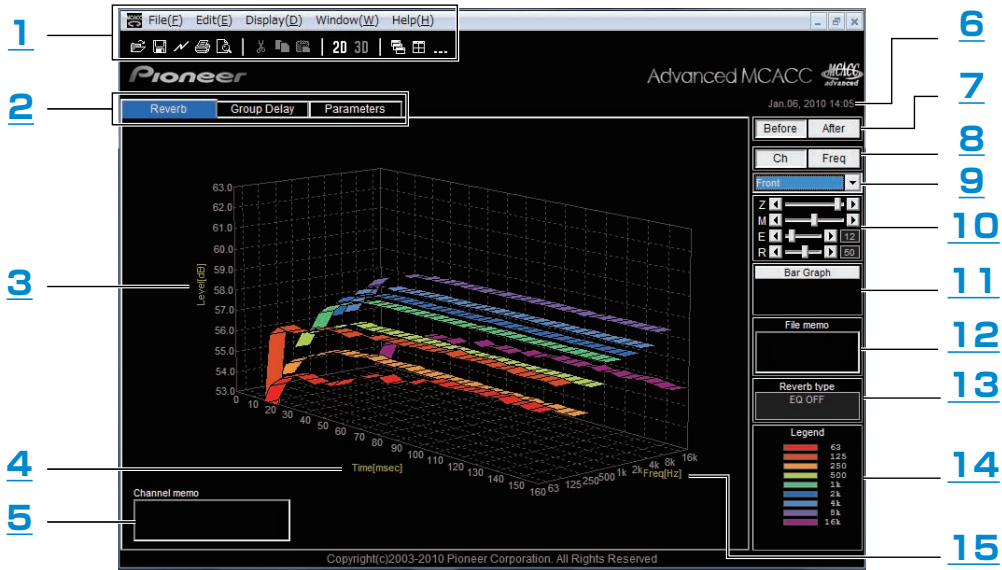 File(F) Edit(E) Display(D) Window(W) Help(H)
1
2D 3D ...
6
Pioneer
Advanced MCACC
MCACC
advanced
Jan.06, 2010 14:05
7
2
Reverb Group Delay Parameters
Before After
8
Ch Freq
9
Front
Z
M
E 12
R 50
10
3
Level[dB]
63.0
62.0
61.0
60.0
59.0
58.0
57.0
56.0
55.0
54.0
53.0
0 10 20 30 40 50 60 70 80 90 100 110 120 130 140 150 160
Time[msec]
63 125 250 500 1k 2k 4k 8k 16k
Freq[Hz]
Bar Graph
11
File memo
12
Reverb type
EQ OFF
13
Legend
63
125
250
500
1k
2k
4k
8k
16k
14
4
Channel memo
5
15
Copyright(c)2003-2010 Pioneer Corporation. All Rights Reserved